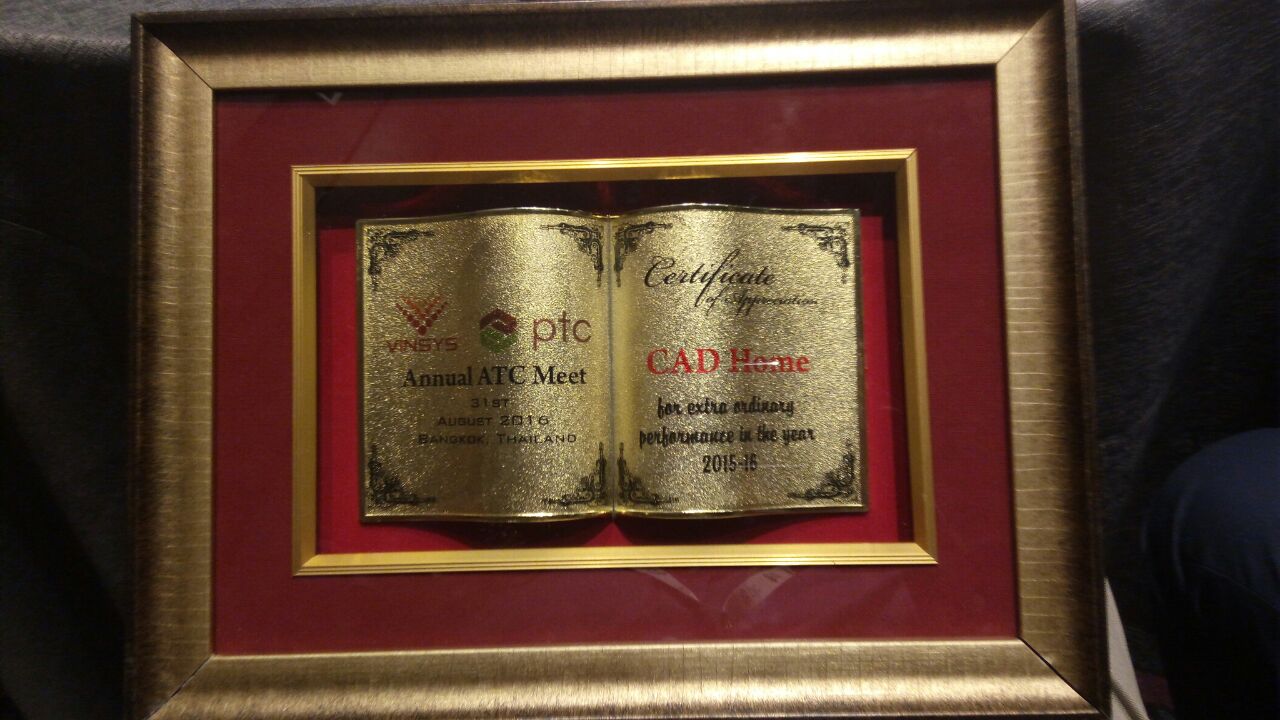 VINSYS
ptc
Annual ATC Meet
31ST
AUGUST 2016
BANGKOK, THAILAND
Certificate
of Appreciation
CAD Home
for extra ordinary
performance in the year
2015-16